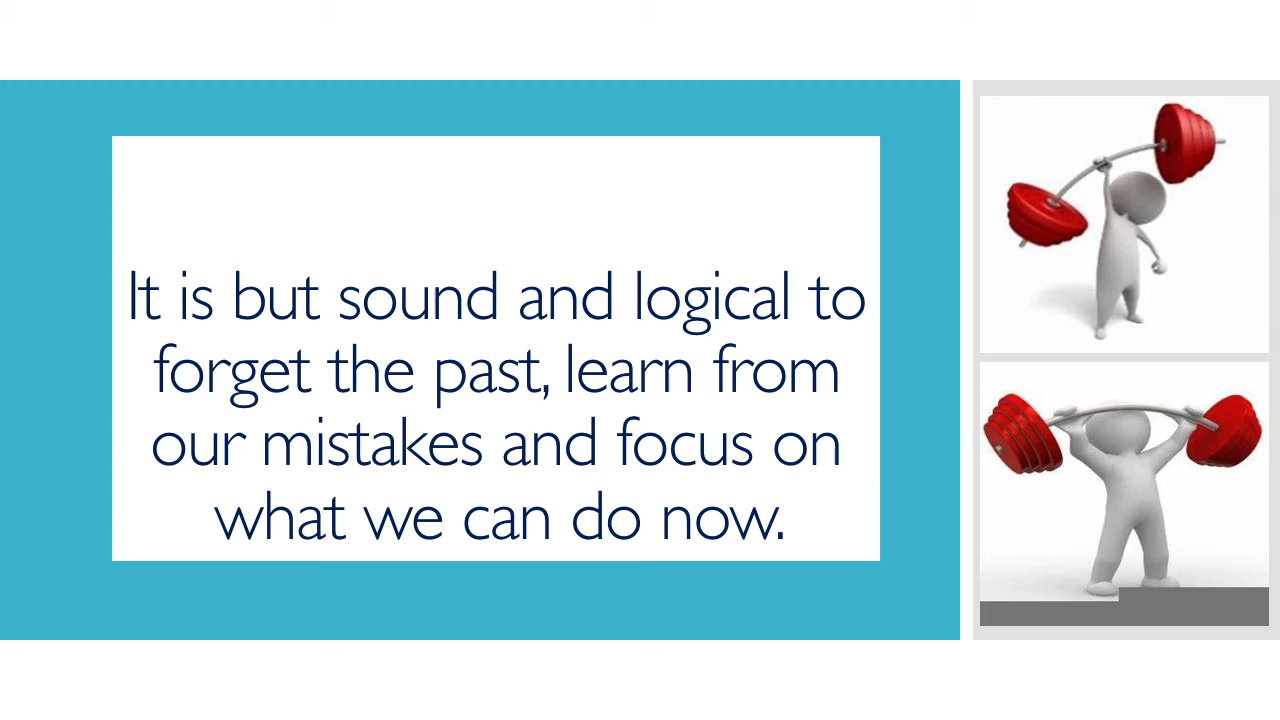 It is but sound and logical to
forget the past, learn from
our mistakes and focus on
what we can do now.